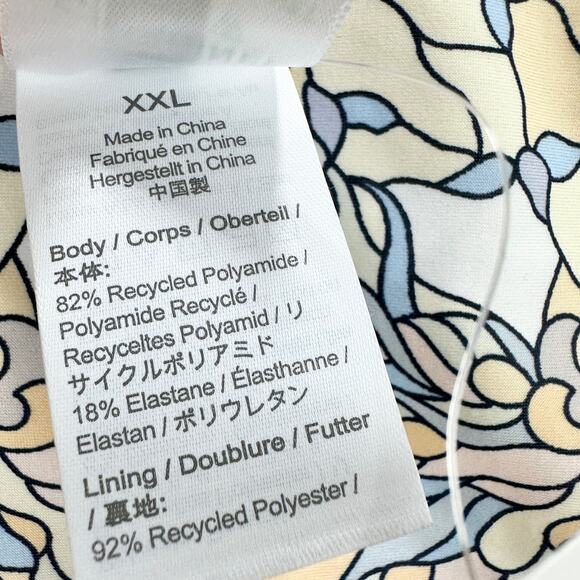 XXL
Made in China
Fabriqué en Chine
Hergestellt in China
中国製
Body / Corps / Oberteil /
本体:
82% Recycled Polyamide /
Polyamide Recyclé /
Recyceltes Polyamid / リ
サイクルポリアミド
18% Elastane / Élasthanne /
Elastan / ポリウレタン
Lining / Doublure / Futter
/ 裏地:
92% Recycled Polyester /